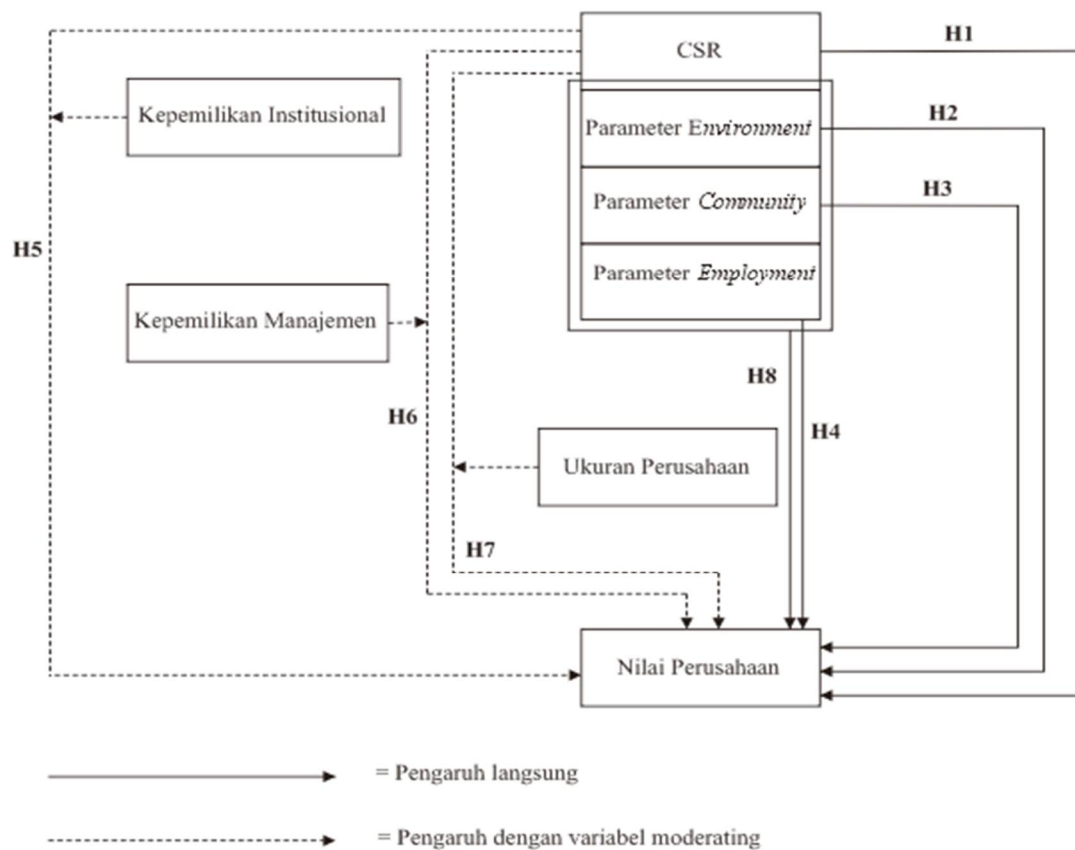 CSR
H1
Kepemilikan Institusional
Parameter Environment
H2
Parameter Community
H3
H5
Parameter Employment
Kepemilikan Manajemen
H8
H6
H4
Ukuran Perusahaan
H7
Nilai Perusahaan
= Pengaruh langsung
= Pengaruh dengan variabel moderating